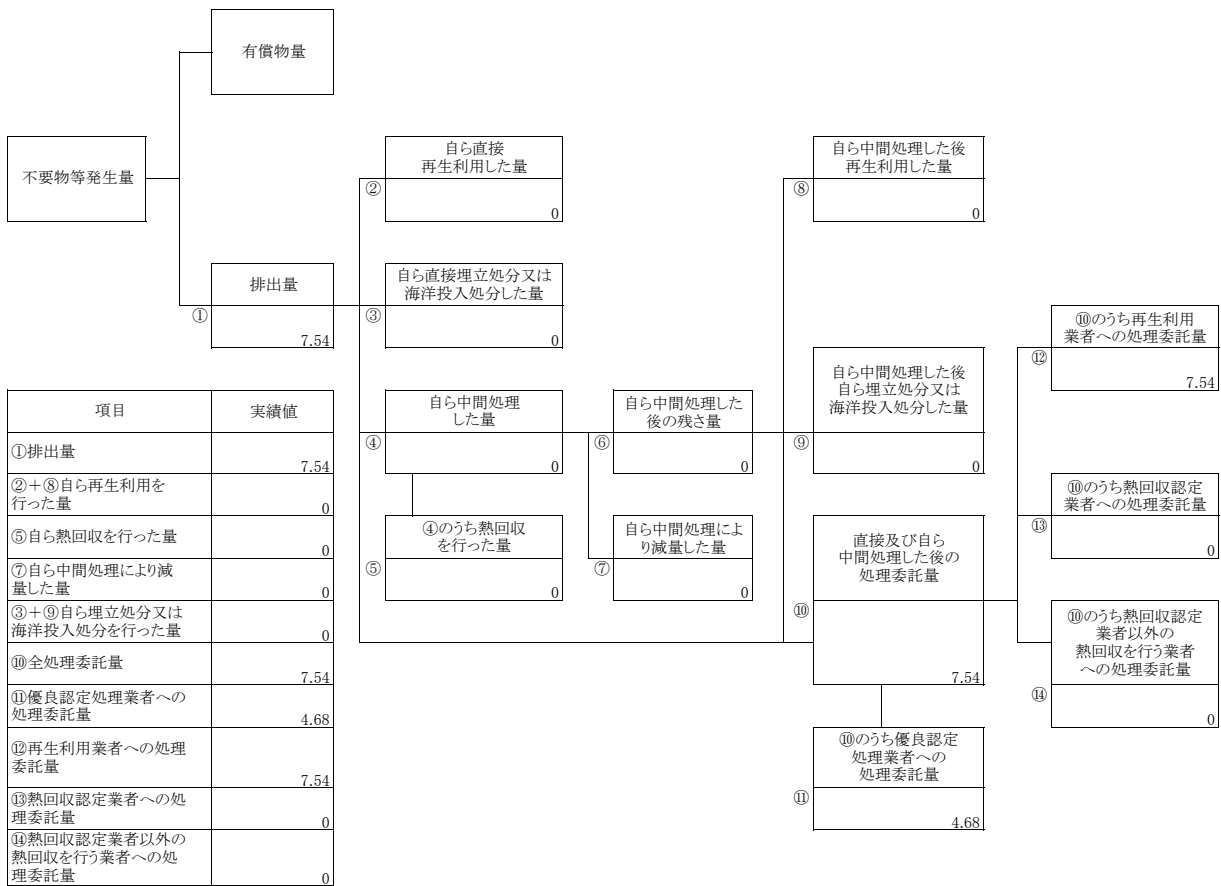 有償物量
不要物等発生量
自ら直接
再生利用した量
②
0
自ら中間処理した後
再生利用した量
⑧
0
排出量
①
7.54
自ら直接埋立処分又は
海洋投入処分した量
③
0
⑩のうち再生利用
業者への処理委託量
⑫
7.54
自ら中間処理
した量
④
0
自ら中間処理した
後の残さ量
⑥
0
自ら中間処理した後
自ら埋立処分又は
海洋投入処分した量
⑨
0
⑩のうち熱回収認定
業者への処理委託量
⑬
0
④のうち熱回収
を行った量
⑤
0
自ら中間処理によ
り減量した量
⑦
0
直接及び自ら
中間処理した後の
処理委託量
⑩
7.54
⑩のうち熱回収認定
業者以外の
熱回収を行う業者
への処理委託量
⑭
0
⑩のうち優良認定
処理業者への
処理委託量
⑪
4.68
項目 実績値
①排出量
7.54
②＋⑧自ら再生利用を
行った量
0
⑤自ら熱回収を行った量
0
⑦自ら中間処理により減
量した量
0
③＋⑨自ら埋立処分又は
海洋投入処分を行った量
0
⑩全処理委託量
7.54
⑪優良認定処理業者への
処理委託量
4.68
⑫再生利用業者への処理
委託量
7.54
⑬熱回収認定業者への処
理委託量
0
⑭熱回収認定業者以外の
熱回収を行う業者への処
理委託量
0